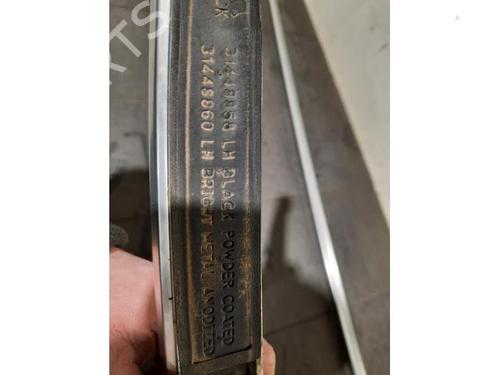 31448858 LH BLACK POWDER COATED
31448860 LH BRIGHT METAL ANODIZED